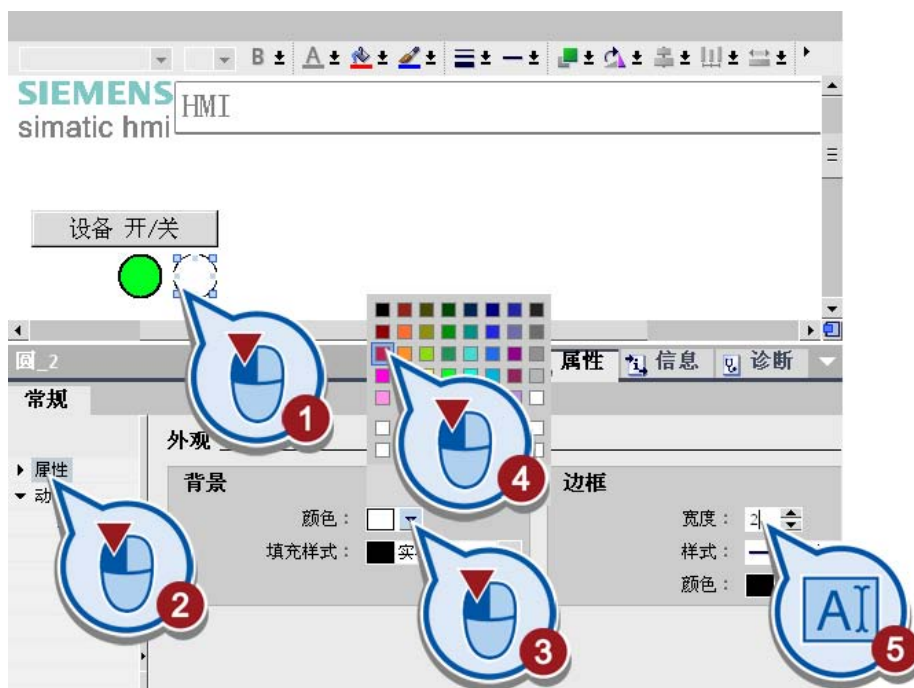 B A
SIEMENS
simatic hmi
HMI
设备 开/关
1
圆_2
属性 信息 诊断
常规
4
外观
属性
背景
边框
动
颜色：
宽度： 2
填充样式： 实
样式：
颜色：
2
3
A
5